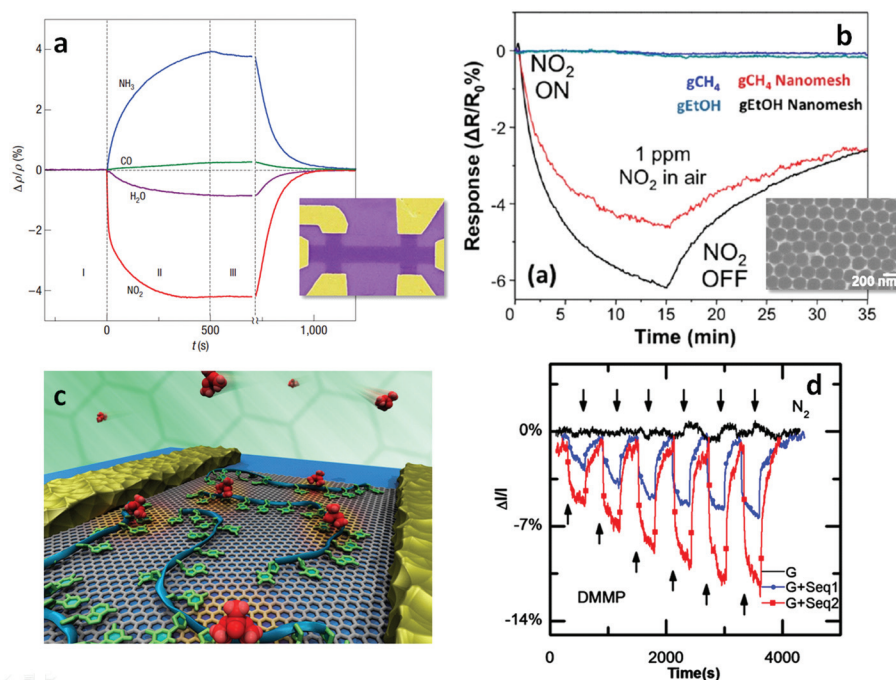 a
4
2
0
−2
−4
Δ ρ/ρ (%)
NH₃
CO
H₂O
NO₂
I
II
III
0
500
1,000
t (s)
b
0
-2
-4
-6
Response (ΔR/R₀%)
NO₂
ON
gCH₄ gCH₄ Nanomesh
gEtOH gEtOH Nanomesh
1 ppm
NO₂ in air
(a)
NO₂
OFF
200 nm
0 5 10 15 20 25 30 35
Time (min)
c
d
N₂
0%
-7%
-14%
ΔI/I
DMMP
G
G+Seq1
G+Seq2
0 2000 4000
Time(s)